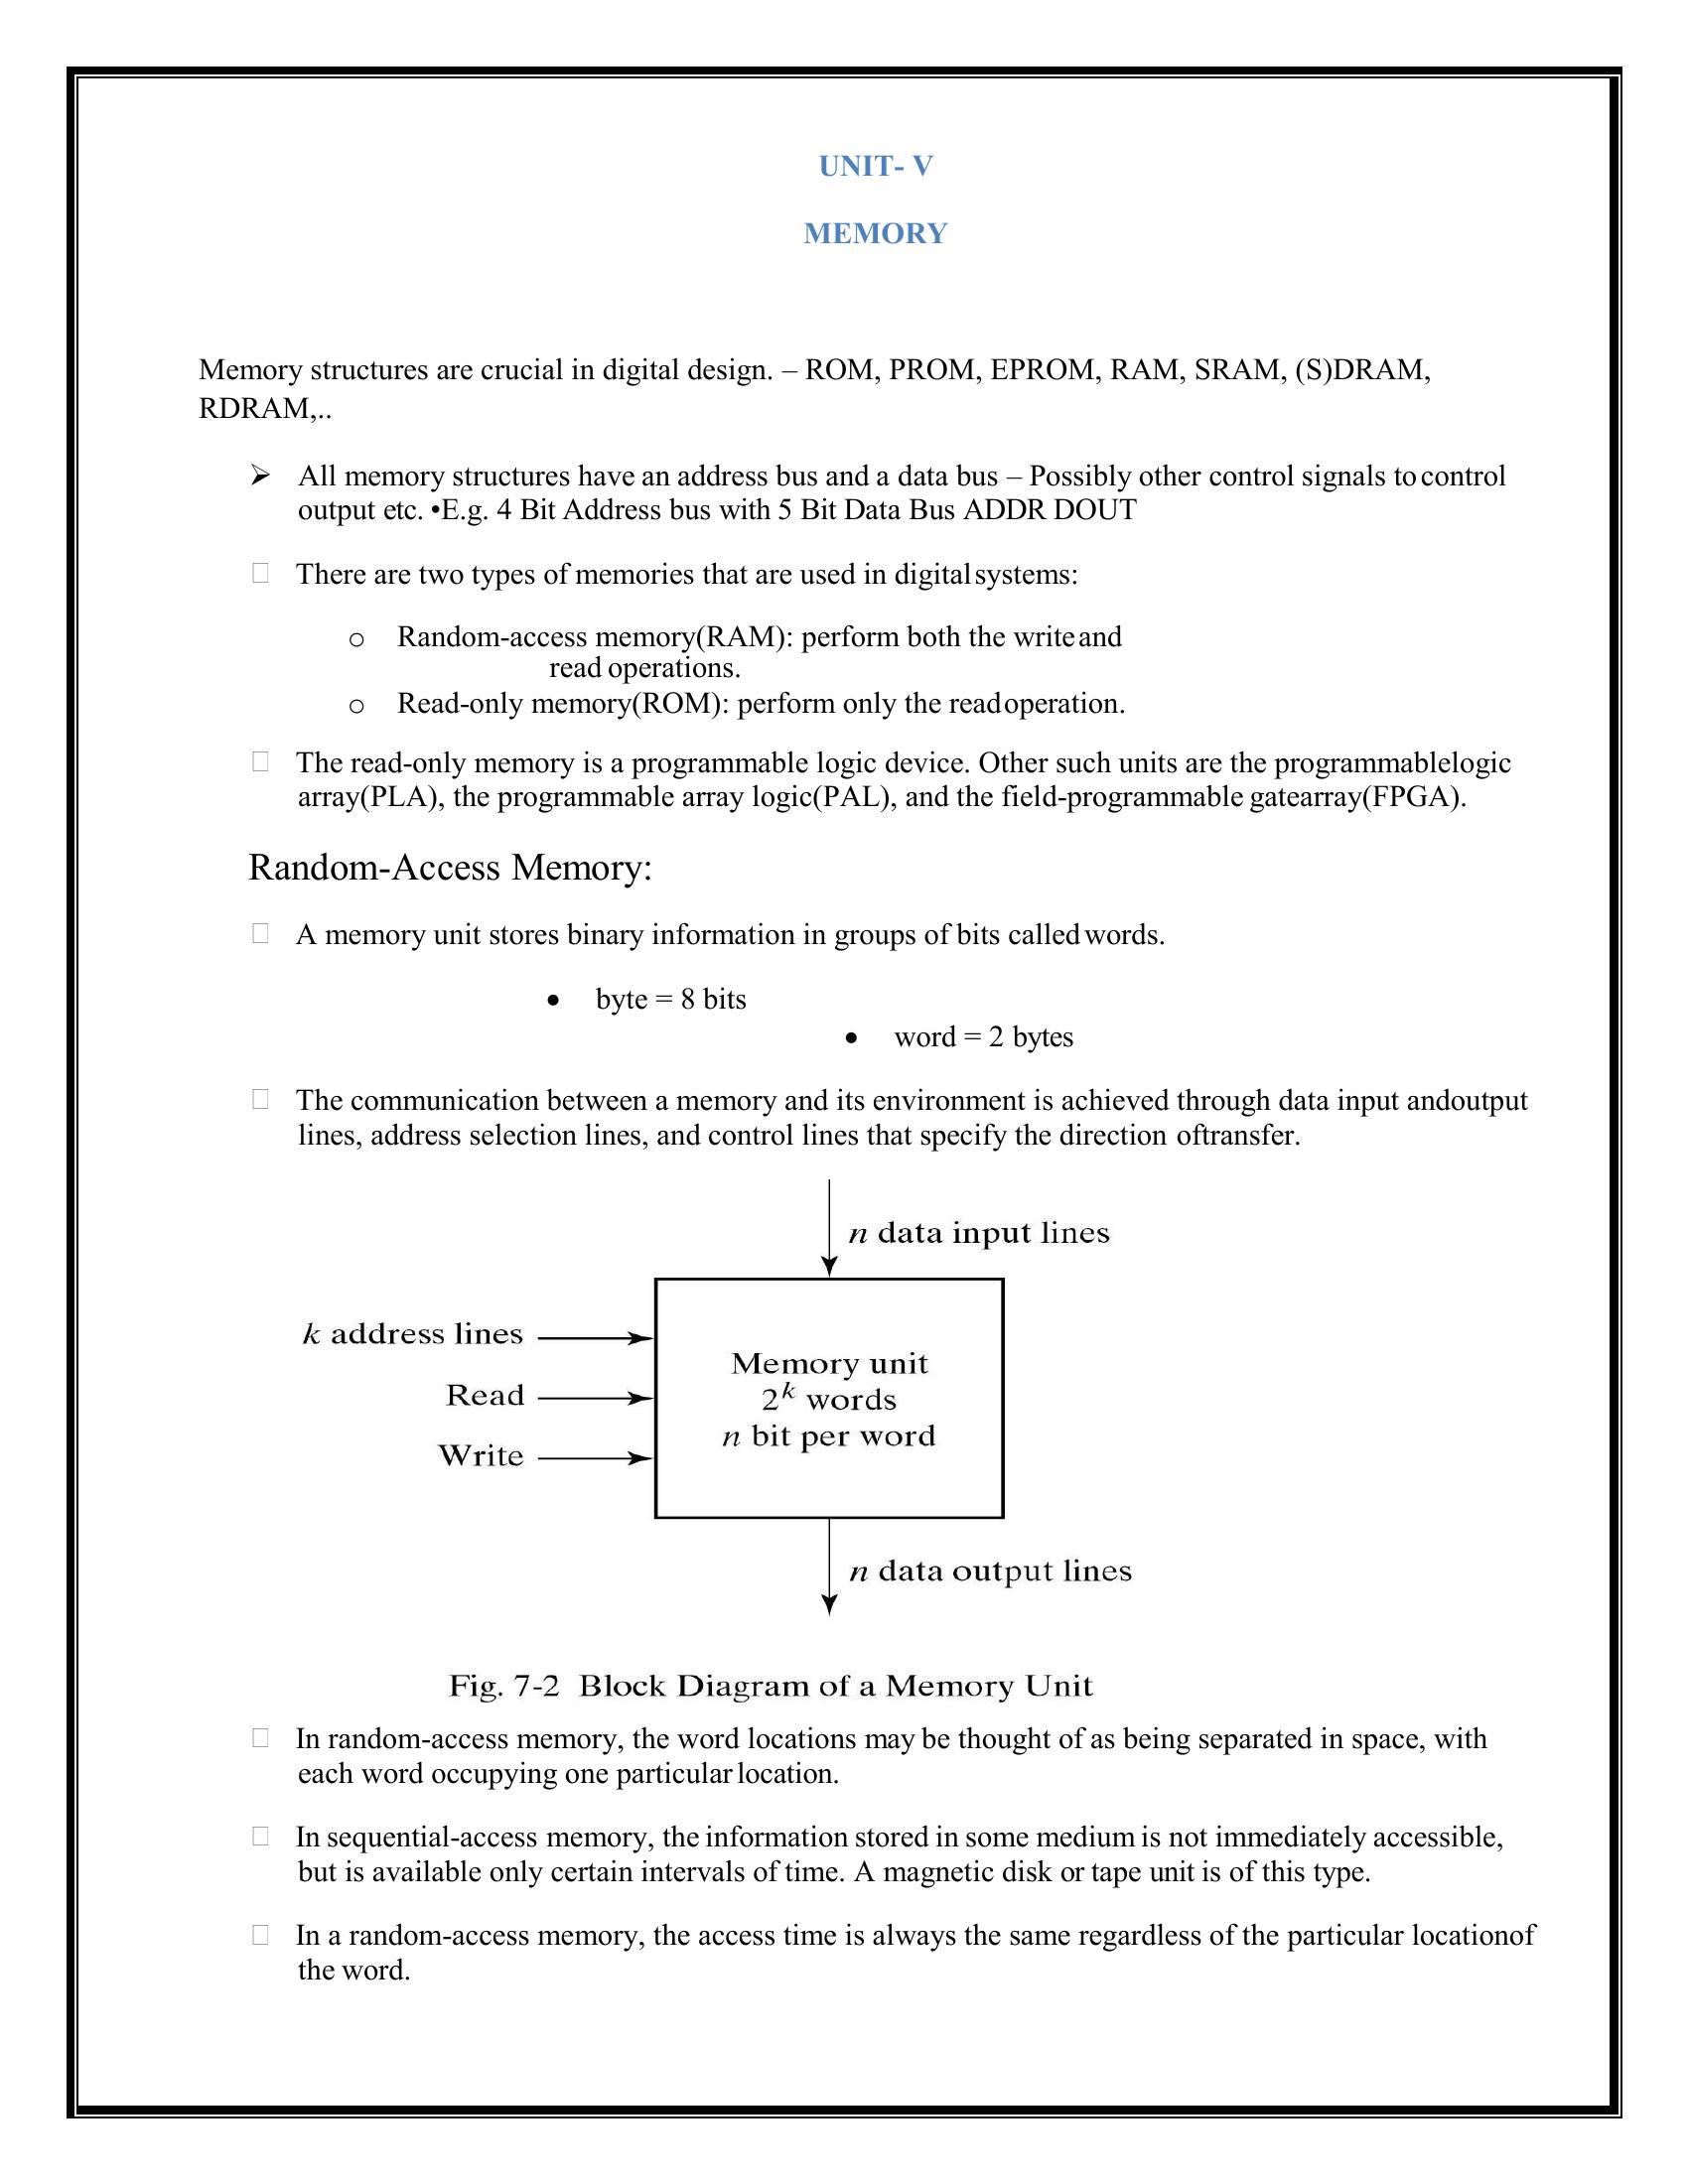 UNIT- V
MEMORY
Memory structures are crucial in digital design. – ROM, PROM, EPROM, RAM, SRAM, (S)DRAM,
RDRAM,..
➢ All memory structures have an address bus and a data bus – Possibly other control signals to control
output etc. •E.g. 4 Bit Address bus with 5 Bit Data Bus ADDR DOUT
There are two types of memories that are used in digitalsystems:
o Random-access memory(RAM): perform both the writeand
read operations.
o Read-only memory(ROM): perform only the readoperation.
The read-only memory is a programmable logic device. Other such units are the programmablelogic
array(PLA), the programmable array logic(PAL), and the field-programmable gatearray(FPGA).
Random-Access Memory:
A memory unit stores binary information in groups of bits calledwords.
• byte = 8 bits
• word = 2 bytes
The communication between a memory and its environment is achieved through data input andoutput
lines, address selection lines, and control lines that specify the direction oftransfer.
n data input lines
k address lines
Read
Write
Memory unit
2^k words
n bit per word
n data output lines
Fig. 7-2 Block Diagram of a Memory Unit
In random-access memory, the word locations may be thought of as being separated in space, with
each word occupying one particular location.
In sequential-access memory, the information stored in some medium is not immediately accessible,
but is available only certain intervals of time. A magnetic disk or tape unit is of this type.
In a random-access memory, the access time is always the same regardless of the particular locationof
the word.